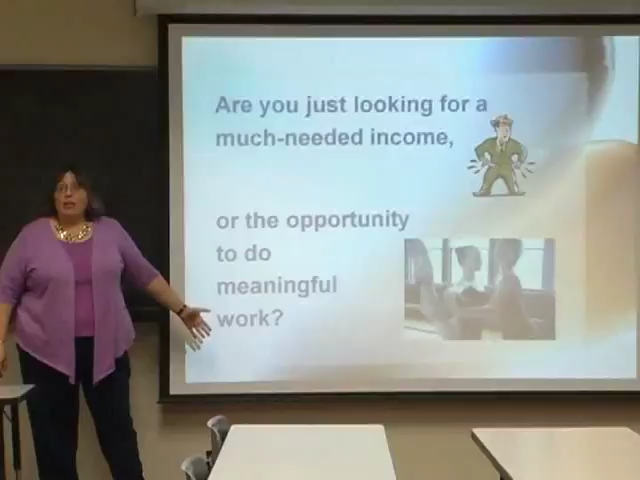 Are you just looking for a
much-needed income,
or the opportunity
to do
meaningful
work?